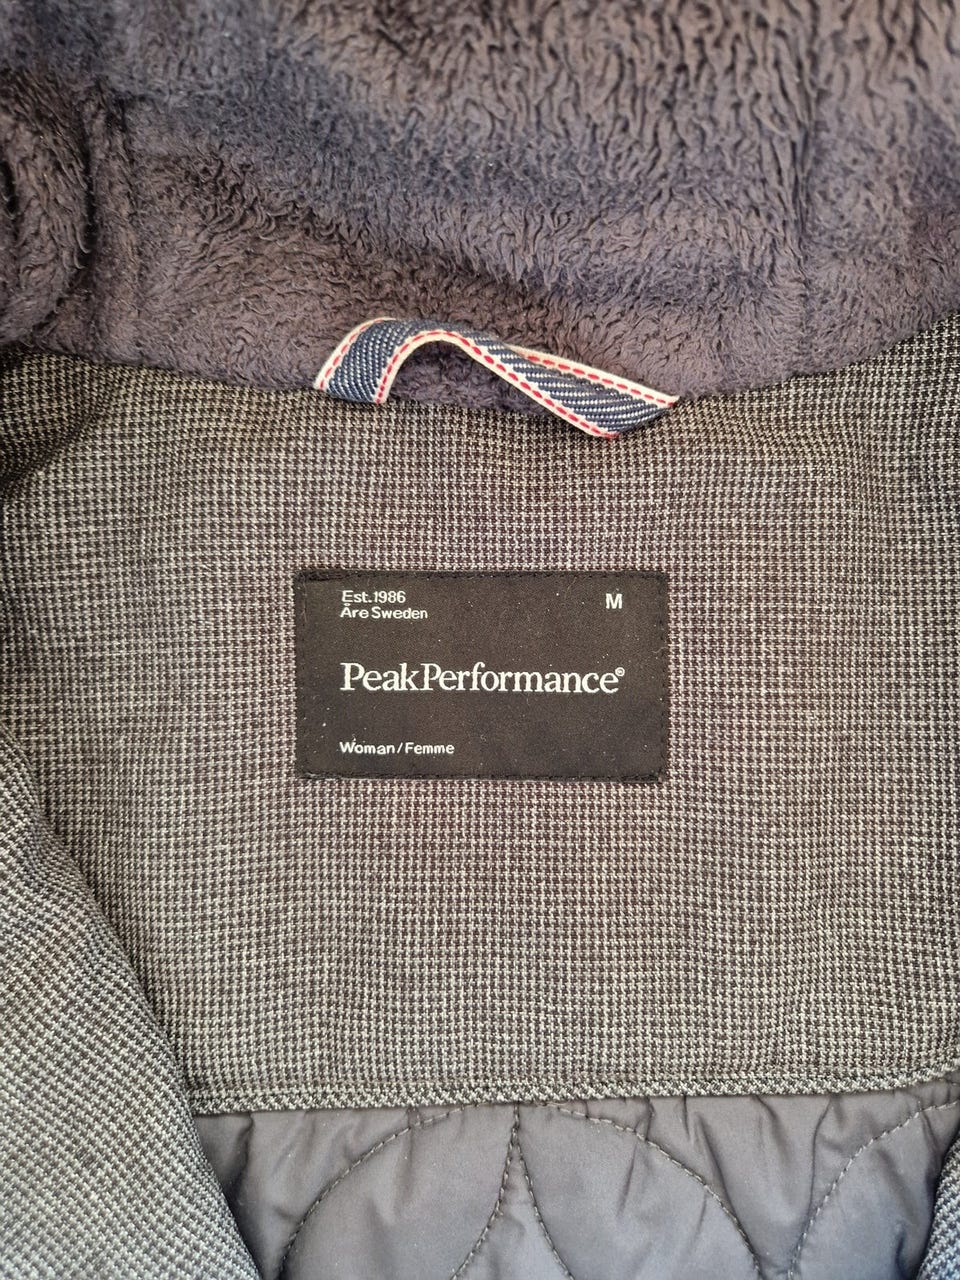 Est.1986
Åre Sweden
M
PeakPerformance®
Woman/Femme